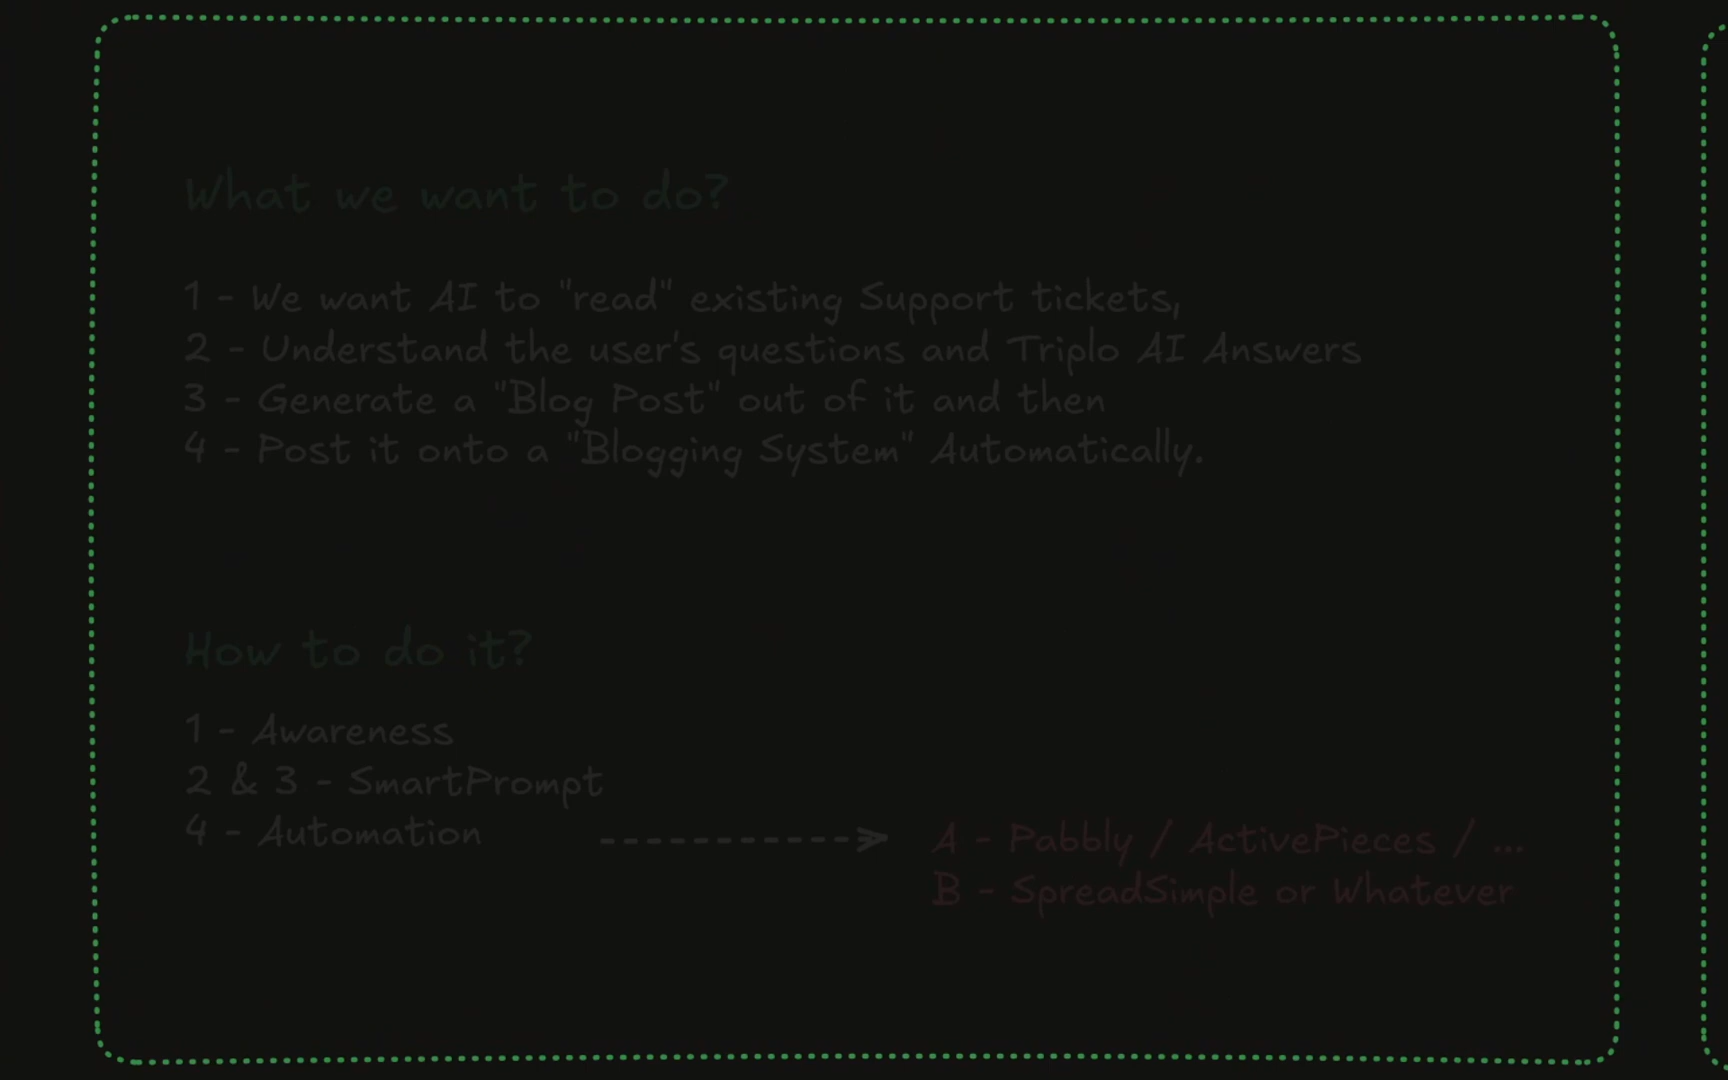 What we want to do?
1 - We want AI to "read" existing Support tickets,
2 - Understand the user's questions and Triplo AI Answers
3 - Generate a "Blog Post" out of it and then
4 - Post it onto a "Blogging System" Automatically.
How to do it?
1 - Awareness
2 & 3 - SmartPrompt
4 - Automation
A - Pabbly / ActivePieces / ...
B - SpreadSimple or Whatever